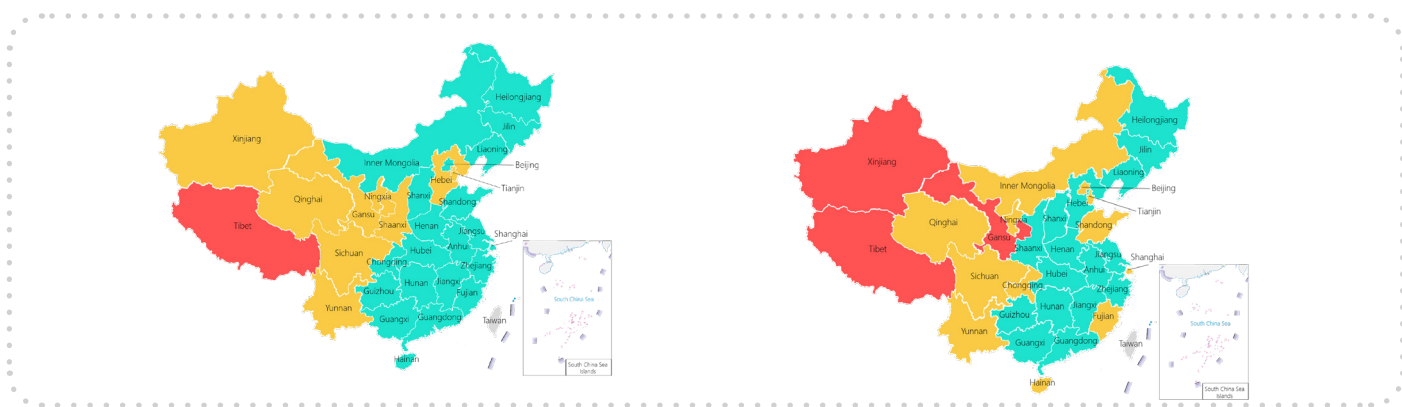 Heilongjiang
Jilin
Xinjiang
Liaoning
Inner Mongolia
Beijing
Hebei
Tianjin
Ningxia
Shanxi
Qinghai
Shandong
Gansu
Shaanxi
Henan
Tibet
Jiangsu
Shanghai
Anhui
Hubei
Sichuan
Chongqing
Zhejiang
Hunan
Jiangxi
Guizhou
Fujian
Yunnan
Guangxi
Guangdong
Taiwan
Hainan
South China Sea
South China Sea
Islands
Heilongjiang
Jilin
Xinjiang
Liaoning
Inner Mongolia
Beijing
Hebei
Tianjin
Ningxia
Shanxi
Qinghai
Shandong
Gansu
Shaanxi
Henan
Tibet
Jiangsu
Shanghai
Anhui
Hubei
Sichuan
Chongqing
Zhejiang
Hunan
Jiangxi
Guizhou
Fujian
Yunnan
Guangxi
Guangdong
Taiwan
Hainan
South China Sea
South China Sea
Islands